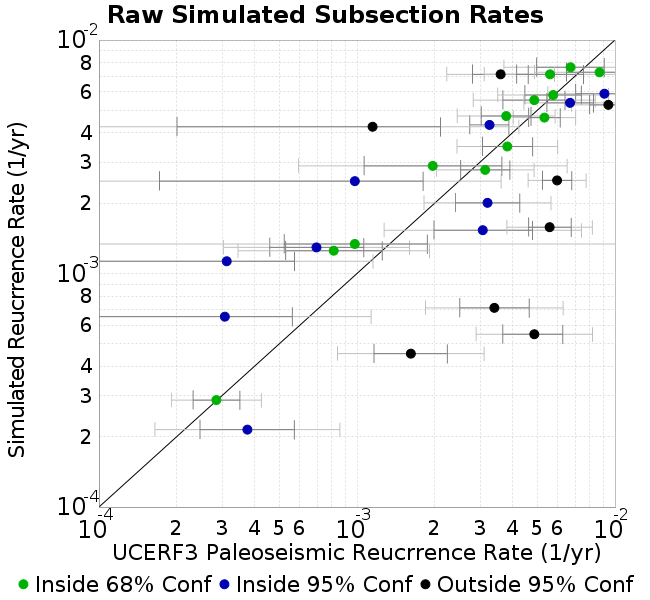 Raw Simulated Subsection Rates
Simulated Reucrrence Rate (1/yr)
10-2
8
6
4
3
2
10-3
8
6
4
3
2
10-4
10-4 2 3 4 5 6 10-3 2 3 4 5 6 10-2
UCERF3 Paleoseismic Reucrrence Rate (1/yr)
Inside 68% Conf Inside 95% Conf Outside 95% Conf